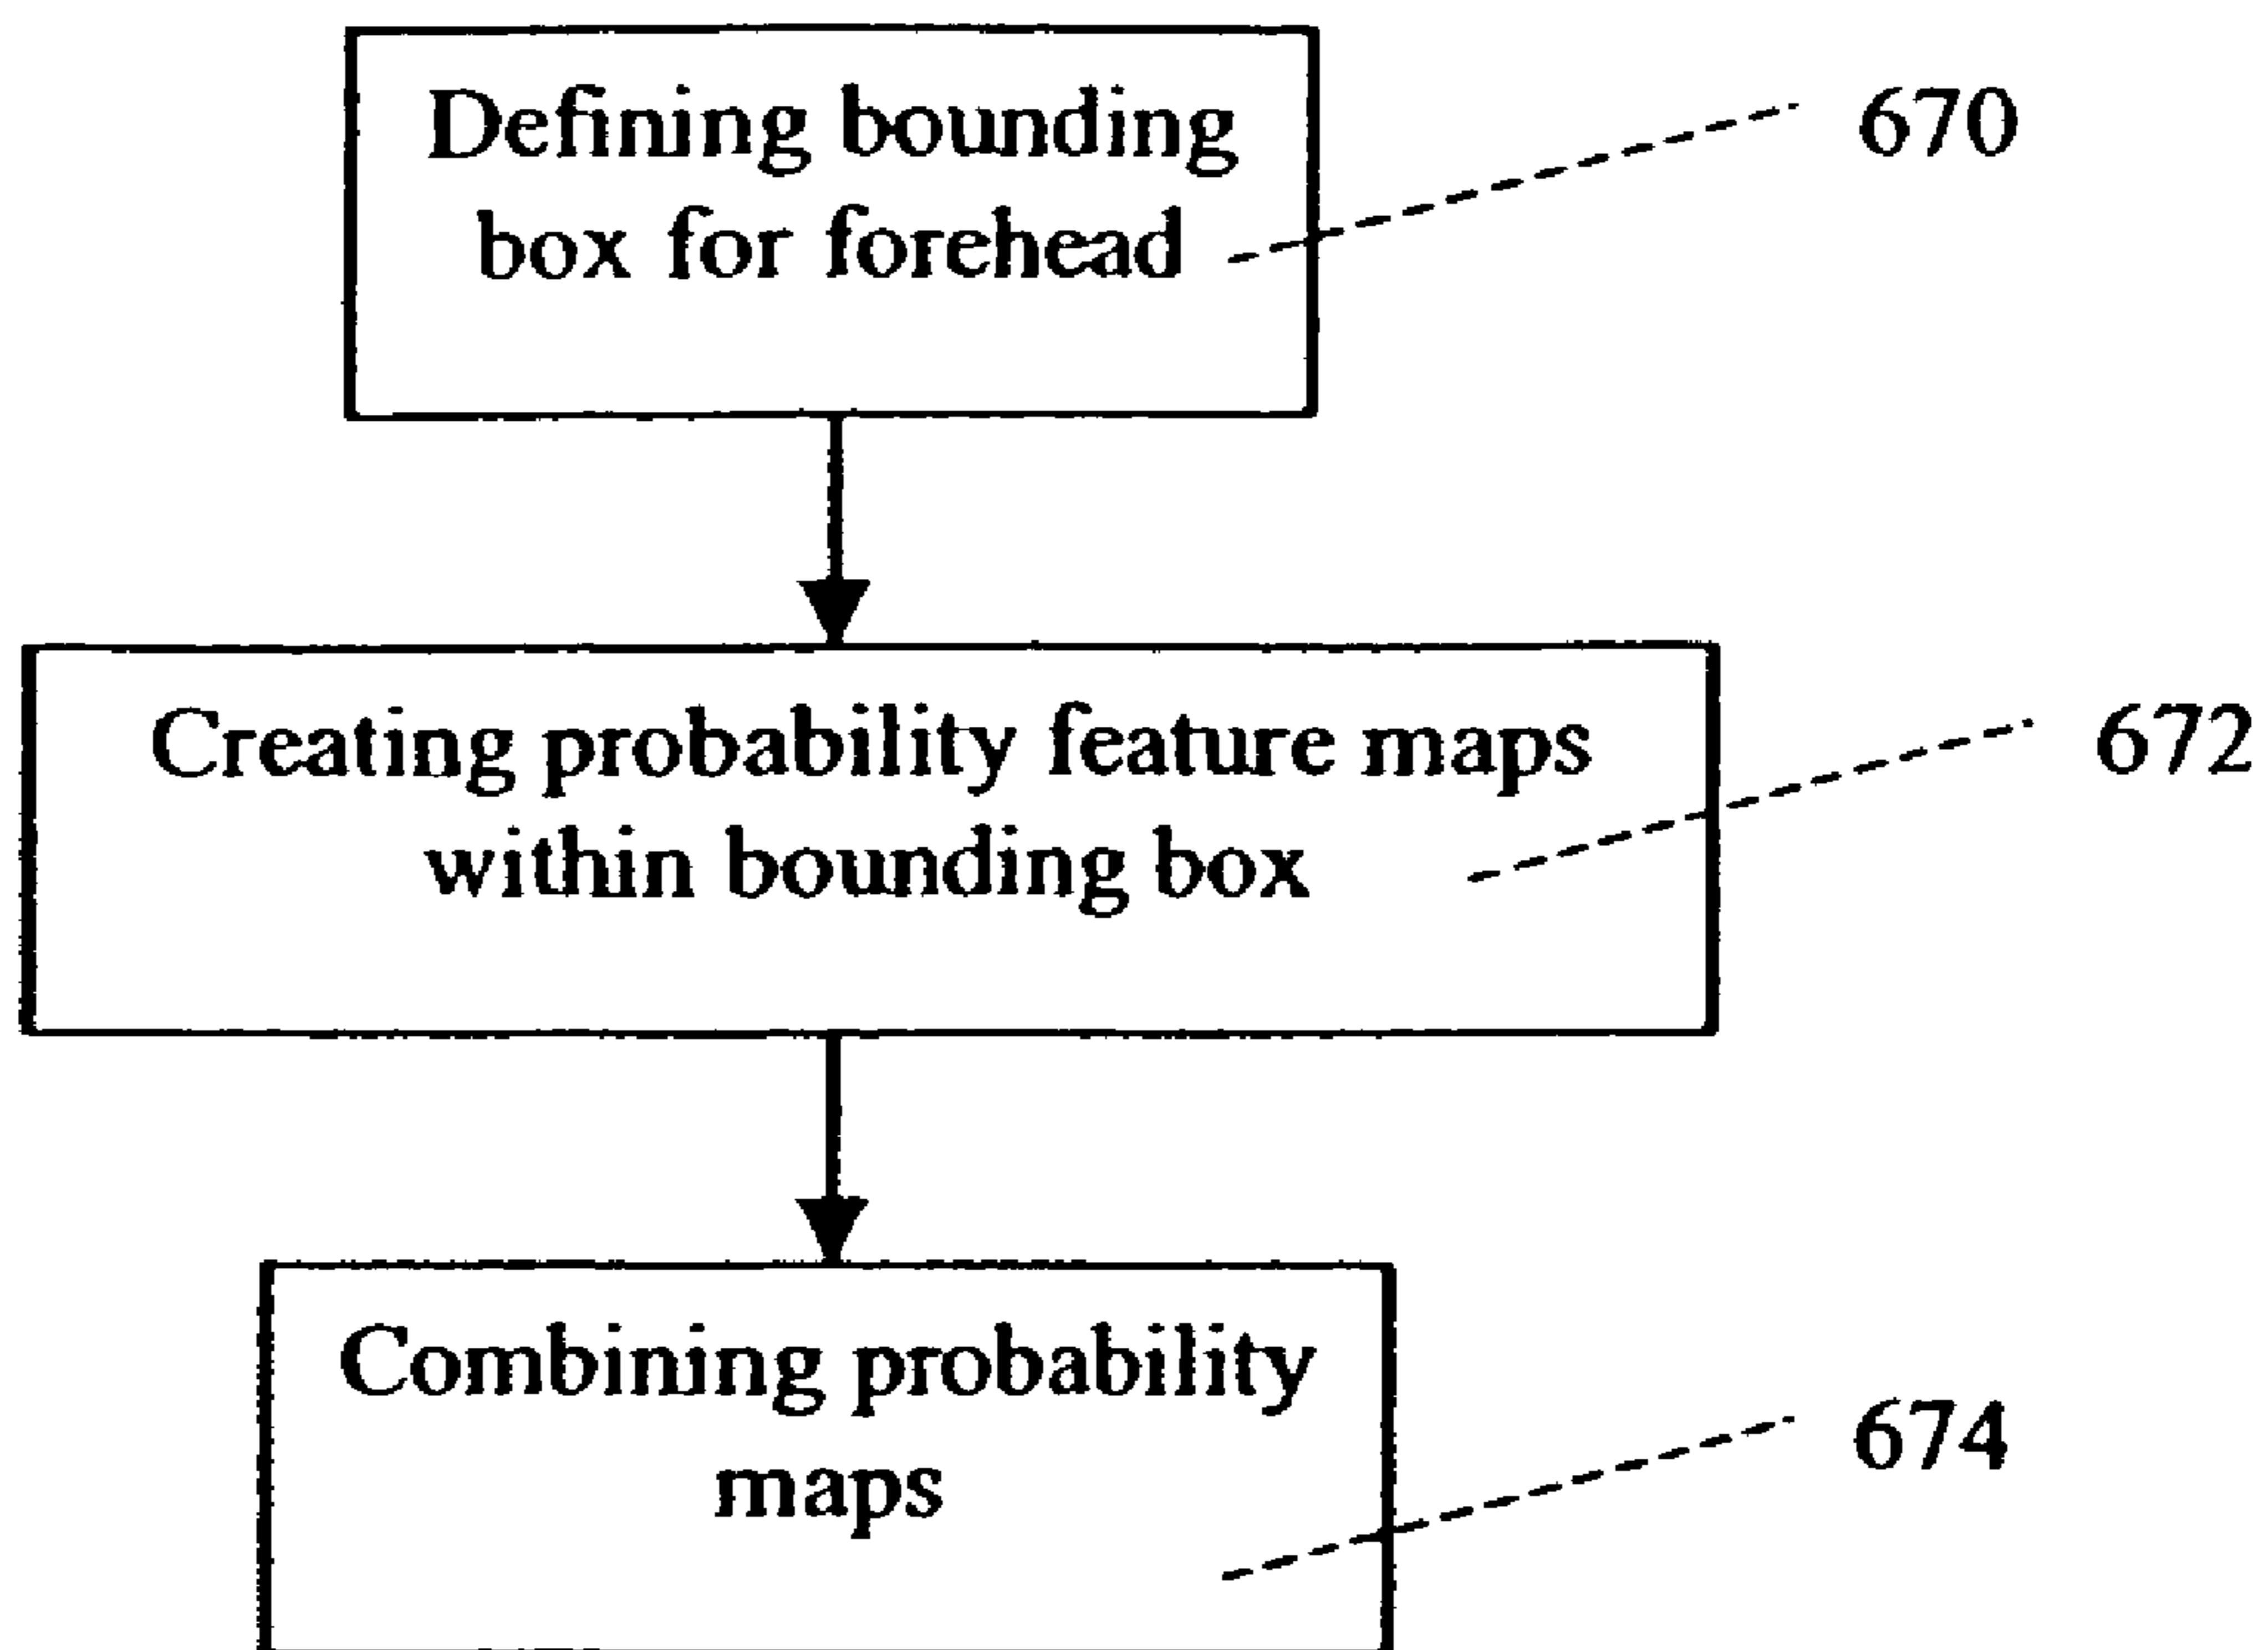 Defining bounding
box for forehead
670
Creating probability feature maps
within bounding box
672
Combining probability
maps
674